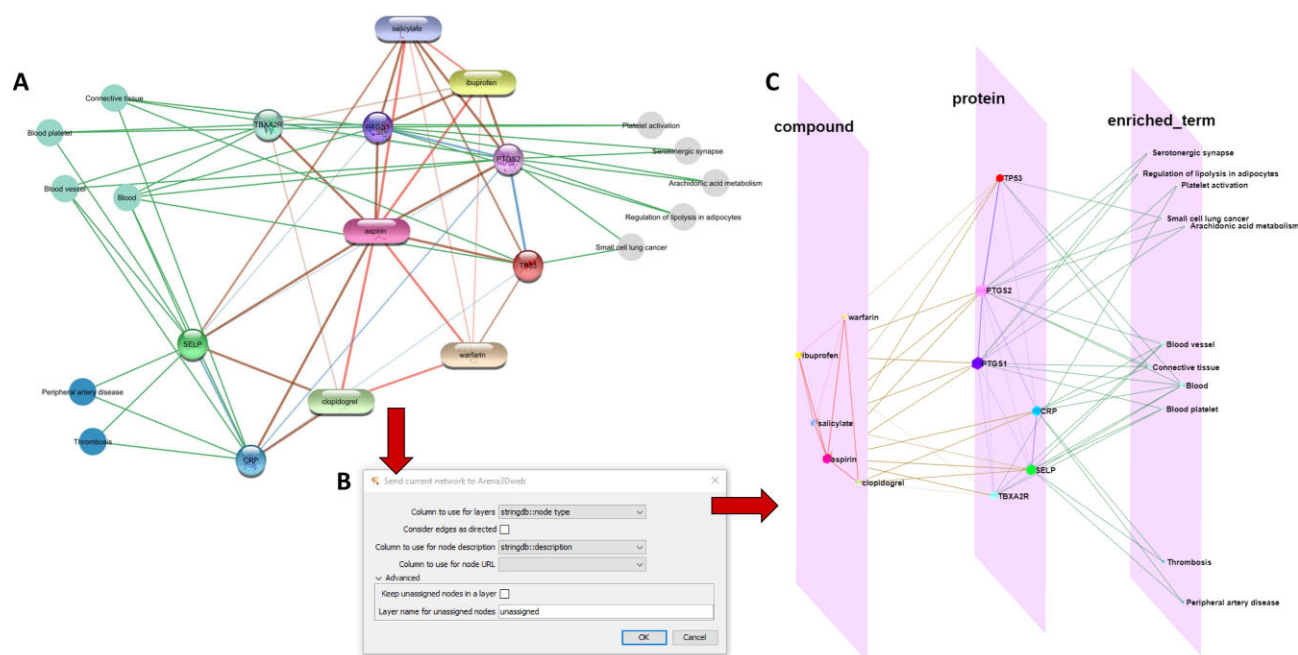 A
salicylate
ibuprofen
Connective tissue
TBXA2R
PTGS1
Platelet activation
Blood platelet
Serotonergic synapse
PTGS2
Arachidonic acid metabolism
Blood vessel
Blood
Regulation of lipolysis in adipocytes
aspirin
Small cell lung cancer
TP53
SELP
warfarin
Peripheral artery disease
clopidogrel
Thrombosis
CRP
B
Send current network to Arena3Dweb
Column to use for layers stringdb::node type
Consider edges as directed
Column to use for node description stringdb::description
Column to use for node URL
Advanced
Keep unassigned nodes in a layer
Layer name for unassigned nodes unassigned
OK Cancel
C
compound
protein
enriched_term
Serotonergic synapse
Regulation of lipolysis in adipocytes
TP53
Platelet activation
Small cell lung cancer
Arachidonic acid metabolism
PTGS2
warfarin
Blood vessel
ibuprofen
PTGS1
Connective tissue
Blood
Blood platelet
CRP
salicylate
aspirin
SELP
clopidogrel
TBXA2R
Thrombosis
Peripheral artery disease